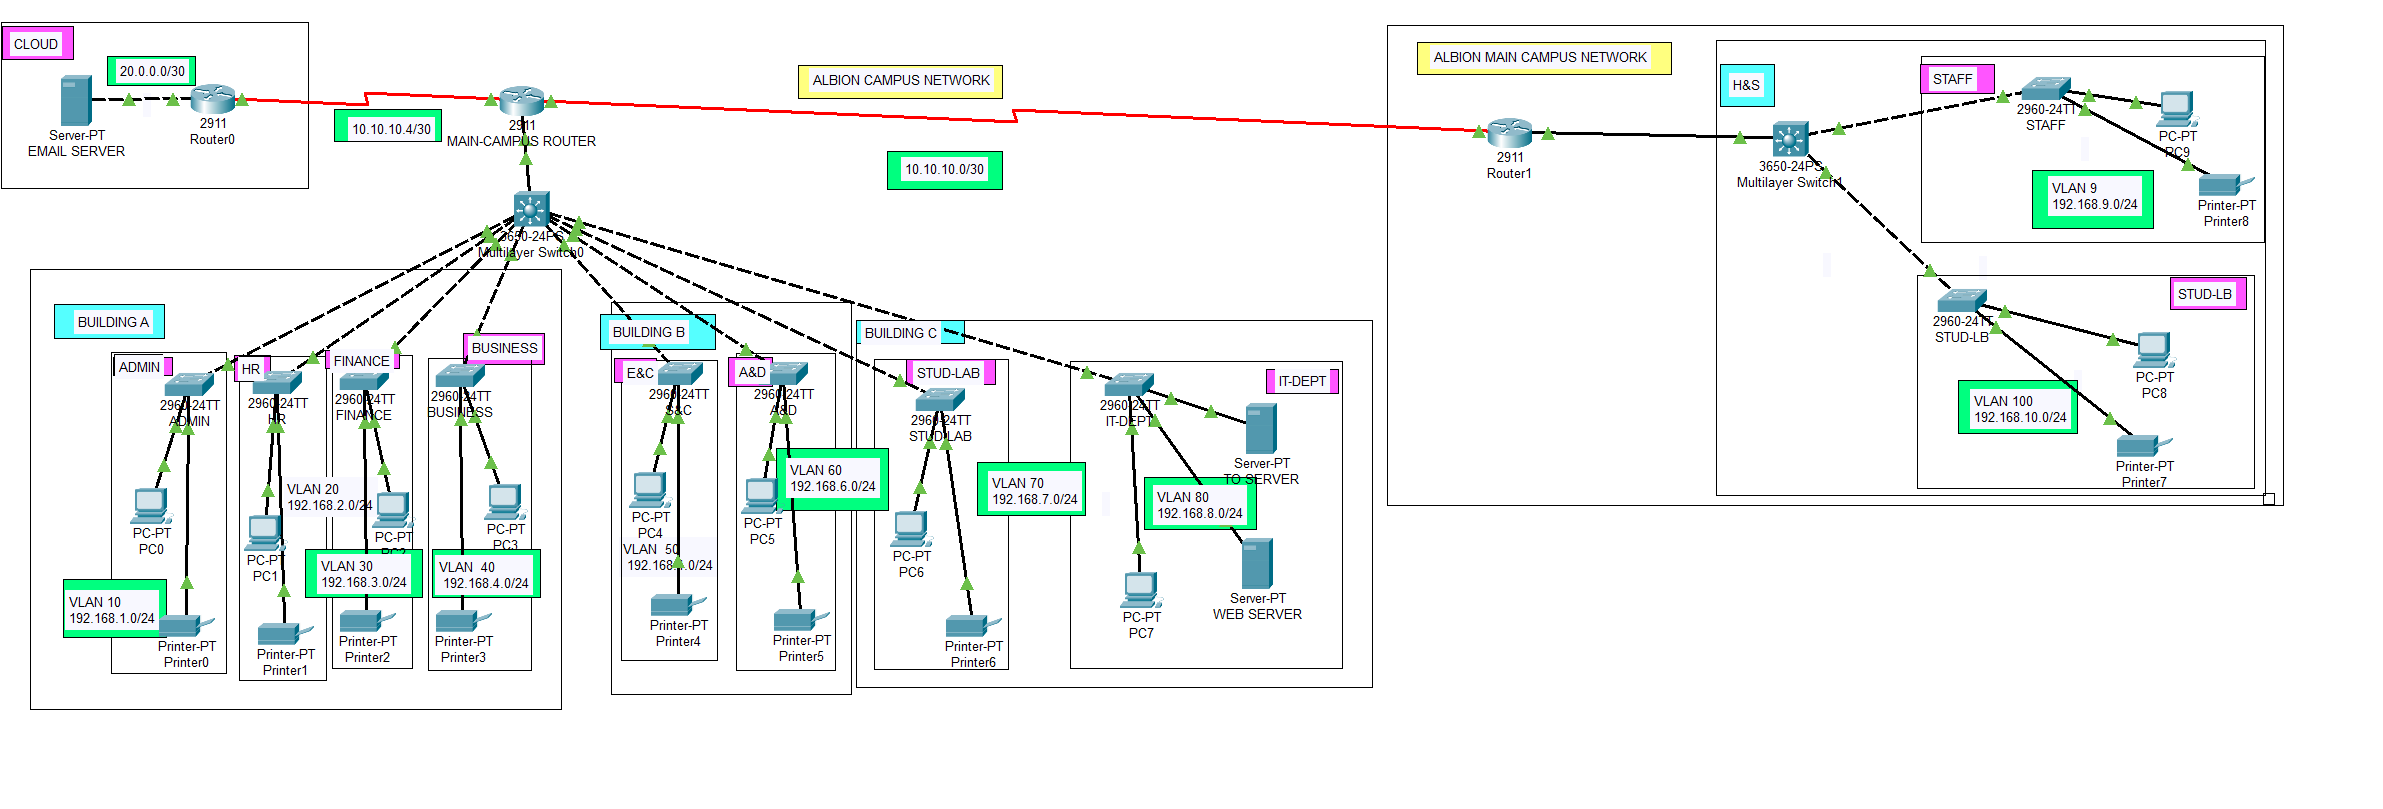 CLOUD
20.0.0.0/30
Server-PT
EMAIL SERVER
2911
Router0
10.10.10.4/30
2911
MAIN-CAMPUS ROUTER
ALBION CAMPUS NETWORK
10.10.10.0/30
3650-24PS
Multilayer Switch0
ALBION MAIN CAMPUS NETWORK
2911
Router1
H&S
3650-24PS
Multilayer Switch1
STAFF
2960-24TT
STAFF
PC-PT
PC9
VLAN 9
192.168.9.0/24
Printer-PT
Printer8
STUD-LB
2960-24TT
STUD-LB
PC-PT
PC8
VLAN 100
192.168.10.0/24
Printer-PT
Printer7
BUILDING A
ADMIN
2960-24TT
ADMIN
PC-PT
PC0
VLAN 10
192.168.1.0/24
Printer-PT
Printer0
HR
2960-24TT
HR
VLAN 20
192.168.2.0/24
PC-PT
PC1
Printer-PT
Printer1
FINANCE
2960-24TT
FINANCE
PC-PT
PC2
VLAN 30
192.168.3.0/24
Printer-PT
Printer2
BUSINESS
2960-24TT
BUSINESS
PC-PT
PC3
VLAN 40
192.168.4.0/24
Printer-PT
Printer3
BUILDING B
E&C
2960-24TT
S&C
PC-PT
PC4
VLAN 50
Printer-PT
Printer4
A&D
2960-24TT
A&D
VLAN 60
192.168.6.0/24
PC-PT
PC5
Printer-PT
Printer5
BUILDING C
STUD-LAB
2960-24TT
STUD-LAB
VLAN 70
192.168.7.0/24
PC-PT
PC6
Printer-PT
Printer6
IT-DEPT
2960-24TT
IT-DEPT
Server-PT
TO SERVER
VLAN 80
192.168.8.0/24
PC-PT
PC7
Server-PT
WEB SERVER